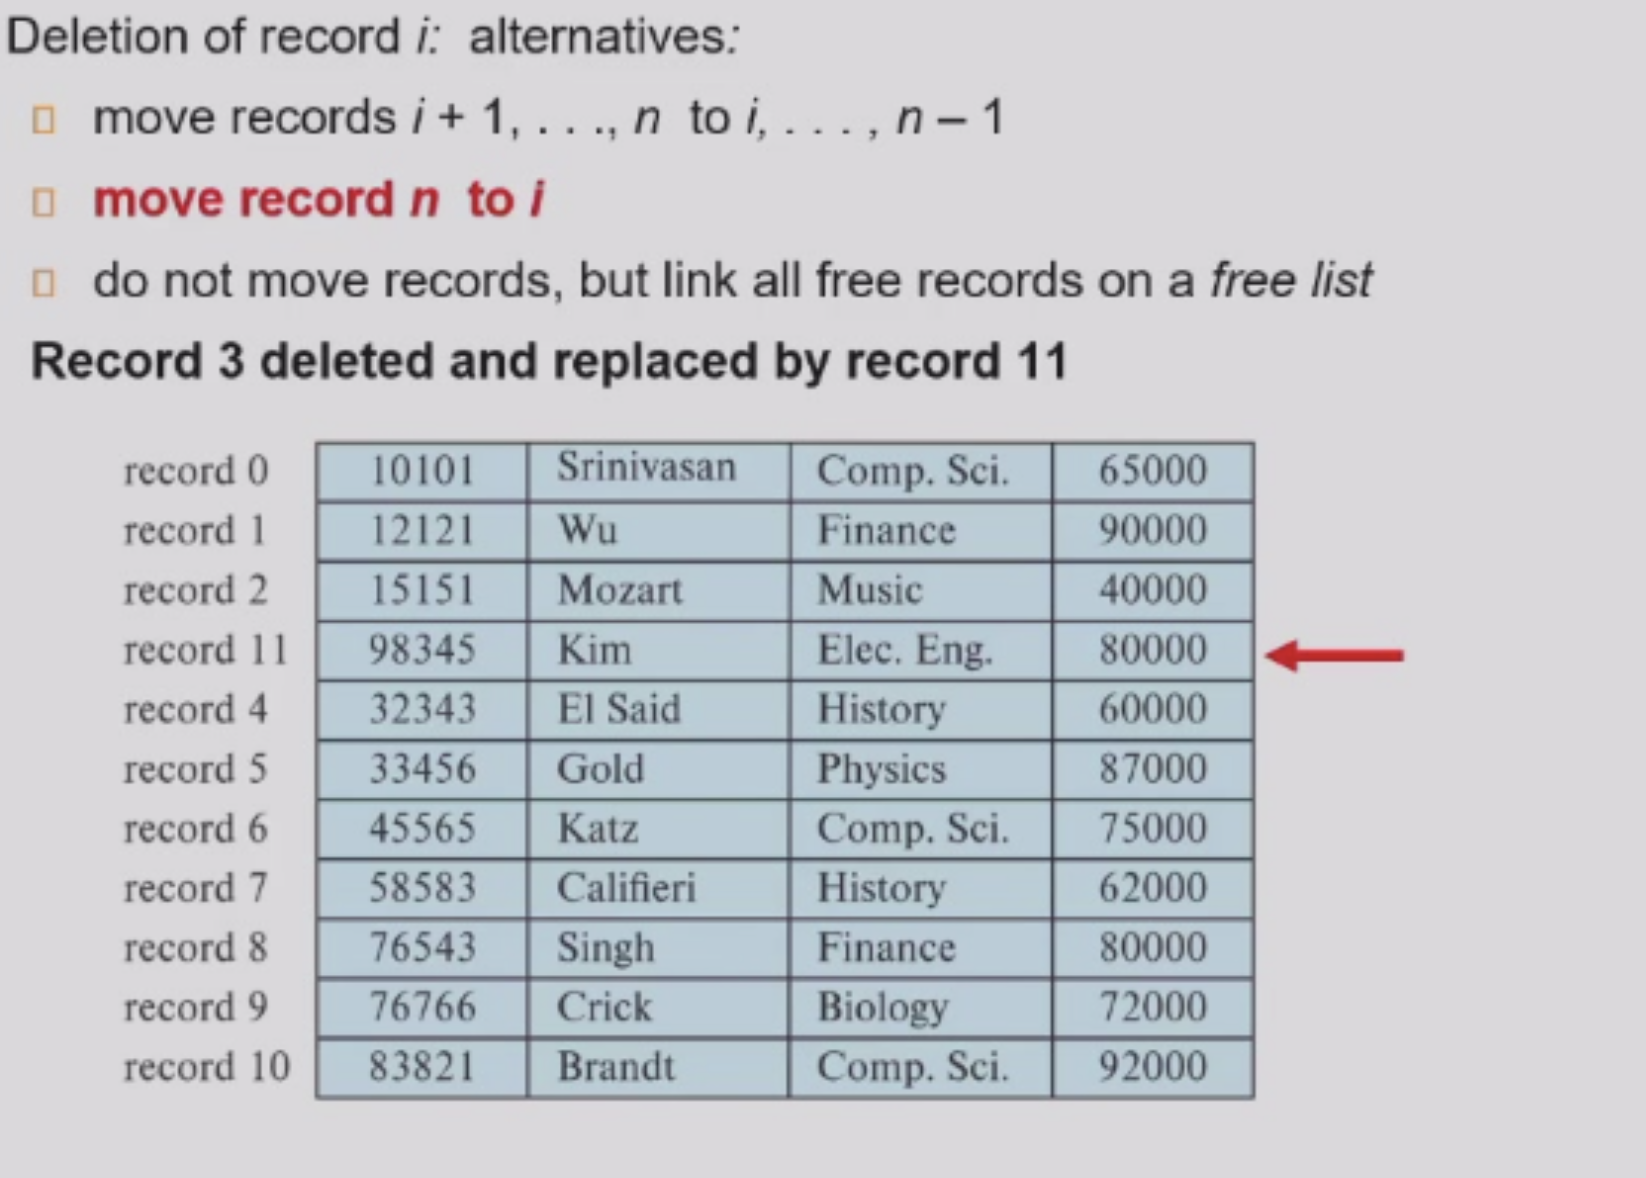 Deletion of record i: alternatives:
move records i + 1, . . ., n to i, . . . , n – 1
move record n to i
do not move records, but link all free records on a free list
Record 3 deleted and replaced by record 11
record 0 10101 Srinivasan Comp. Sci. 65000
record 1 12121 Wu Finance 90000
record 2 15151 Mozart Music 40000
record 11 98345 Kim Elec. Eng. 80000
record 4 32343 El Said History 60000
record 5 33456 Gold Physics 87000
record 6 45565 Katz Comp. Sci. 75000
record 7 58583 Califieri History 62000
record 8 76543 Singh Finance 80000
record 9 76766 Crick Biology 72000
record 10 83821 Brandt Comp. Sci. 92000